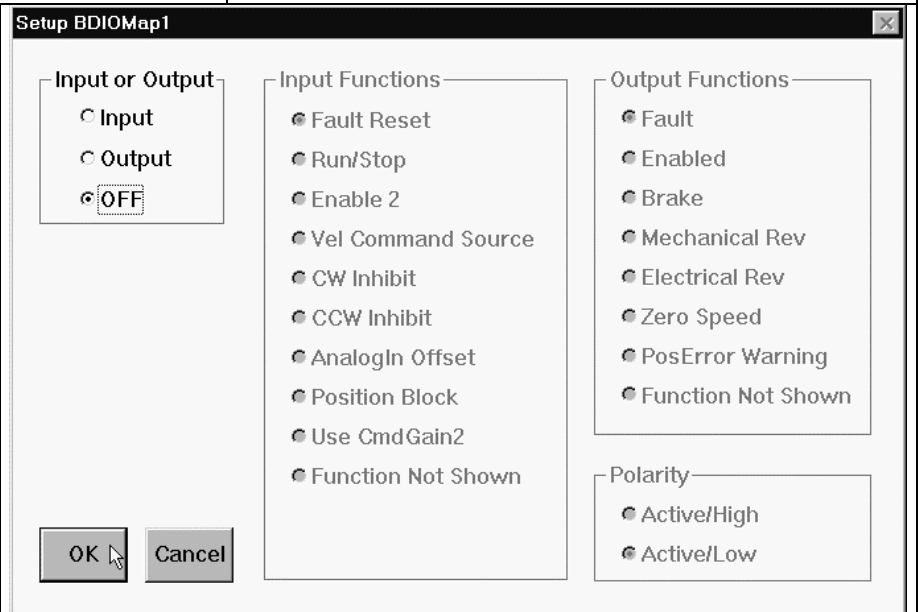 Setup BDIOMap1
Input or Output
Input
Output
OFF
Input Functions
Fault Reset
Run/Stop
Enable 2
Vel Command Source
CW Inhibit
CCW Inhibit
AnalogIn Offset
Position Block
Use CmdGain2
Function Not Shown
Output Functions
Fault
Enabled
Brake
Mechanical Rev
Electrical Rev
Zero Speed
PosError Warning
Function Not Shown
Polarity
Active/High
Active/Low
OK
Cancel